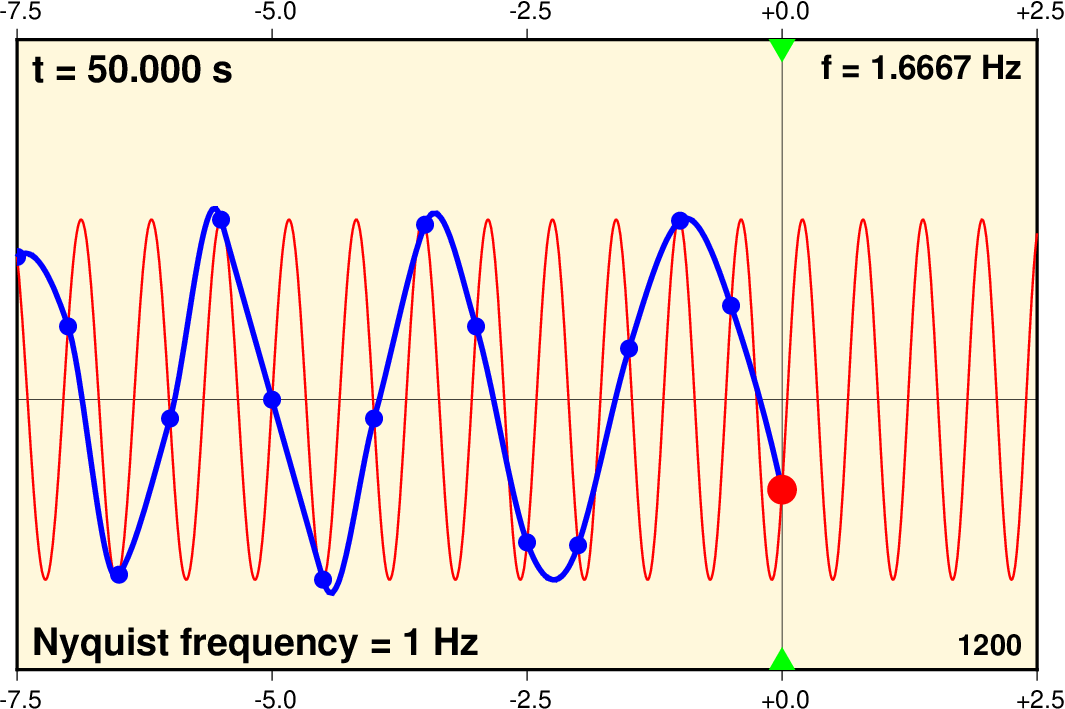 -7.5 -5.0 -2.5 +0.0 +2.5
t = 50.000 s f = 1.6667 Hz
Nyquist frequency = 1 Hz 1200
-7.5 -5.0 -2.5 +0.0 +2.5